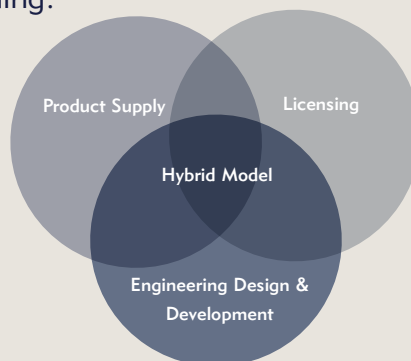 Product Supply
Licensing
Hybrid Model
Engineering Design &
Development